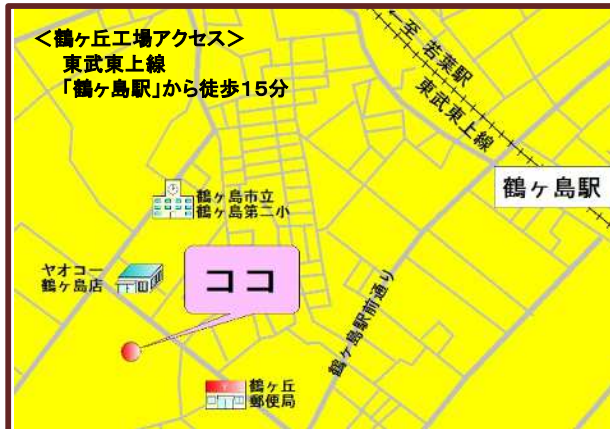 ＜鶴ヶ丘工場アクセス＞
東武東上線
「鶴ヶ島駅」から徒歩15分
←至 若葉駅
東武東上線
鶴ヶ島駅
鶴ヶ島市立
鶴ヶ島第二小
ヤオコー
鶴ヶ島店
ココ
鶴ヶ島駅前通り
鶴ヶ丘
郵便局